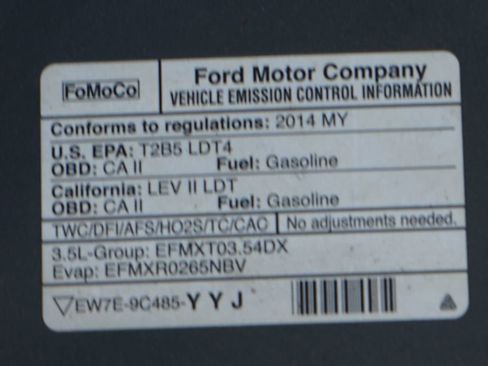 FoMoCo
Ford Motor Company
VEHICLE EMISSION CONTROL INFORMATION
Conforms to regulations: 2014 MY
U.S. EPA: T2B5 LDT4
OBD: CA II Fuel: Gasoline
California: LEV II LDT
OBD: CA II Fuel: Gasoline
TWC/DFI/AFS/HO2S/TC/CAC No adjustments needed.
3.5L-Group: EFMXT03.54DX
Evap: EFMXR0265NBV
EW7E-9C485-YYJ